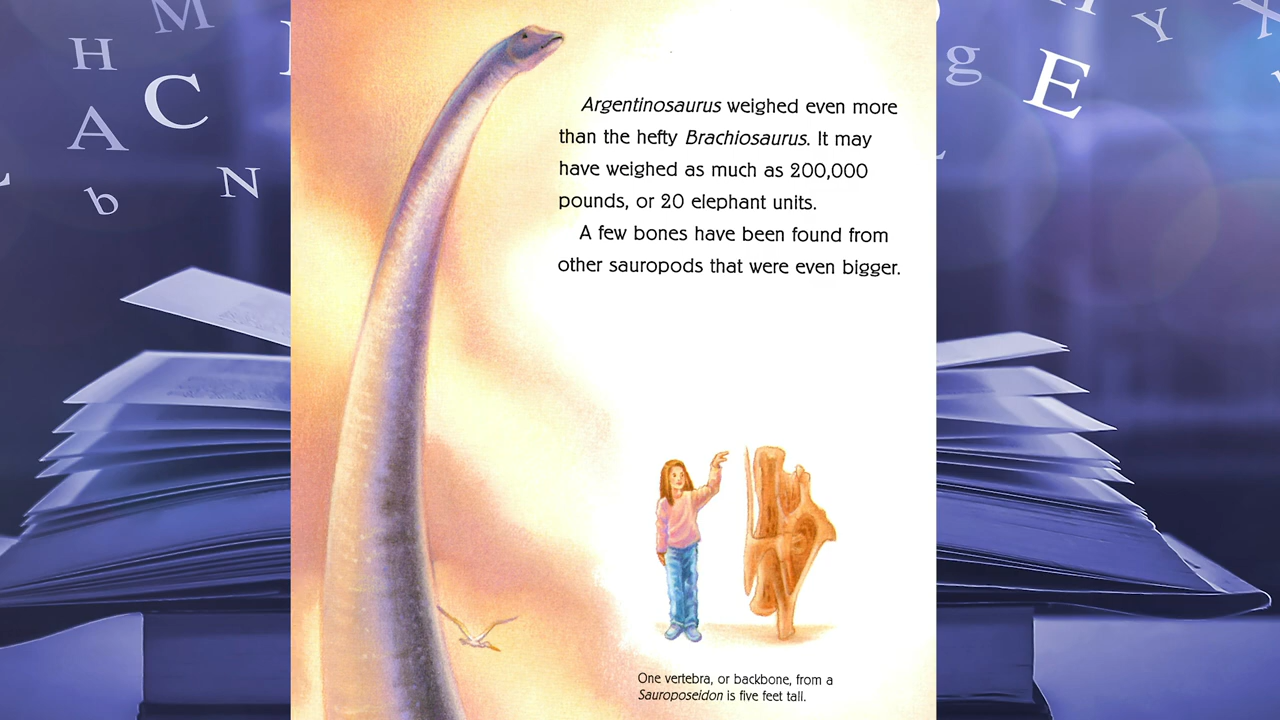 M
H
C
A
N
b
g
Y
X
E
Argentinosaurus weighed even more
than the hefty Brachiosaurus. It may
have weighed as much as 200,000
pounds, or 20 elephant units.
A few bones have been found from
other sauropods that were even bigger.
One vertebra, or backbone, from a
Sauroposeidon is five feet tall.